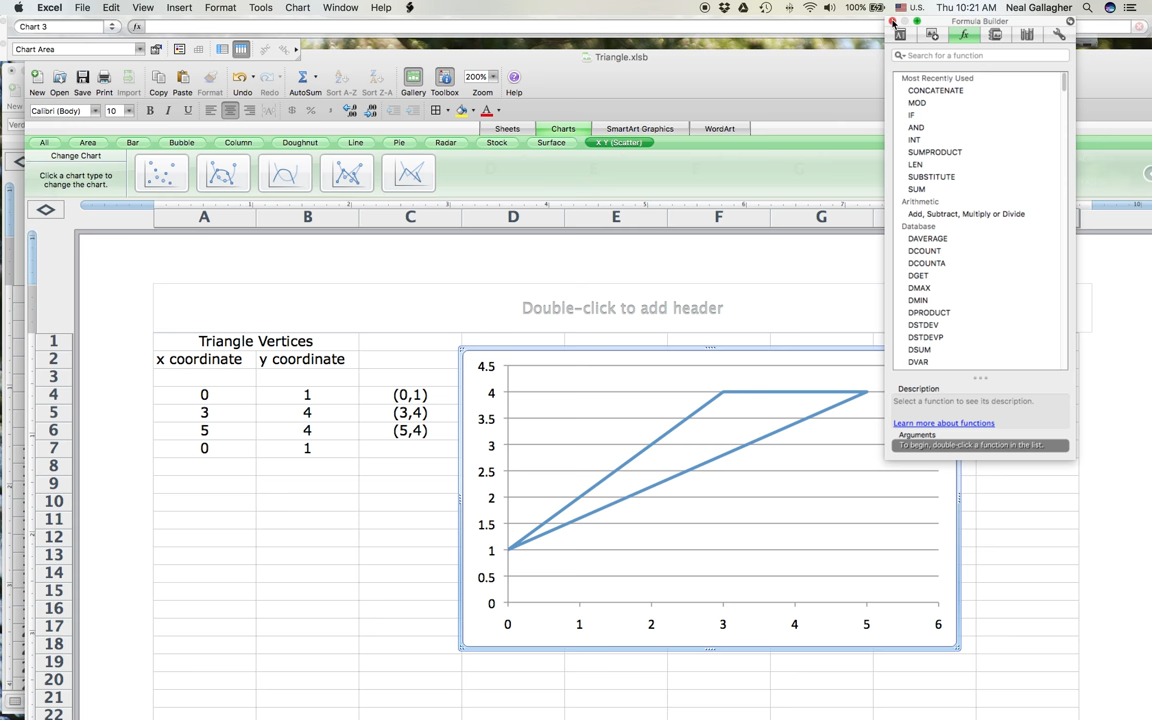 Excel File Edit View Insert Format Tools Chart Window Help 100% U.S. Thu 10:21 AM Neal Gallagher
Chart 3 fx
Formula Builder
Chart Area
Triangle.xlsb
New Open Save Print Import Copy Paste Format Undo Redo AutoSum Sort A-Z Sort Z-A Gallery Toolbox Zoom Help
200%
Calibri (Body) 10 B I U
Sheets Charts SmartArt Graphics WordArt
All Area Bar Bubble Column Doughnut Line Pie Radar Stock Surface X Y (Scatter)
Change Chart
Click a chart type to
change the chart.
A B C D E F G
Double-click to add header
1 Triangle Vertices
2 x coordinate y coordinate
3
4 0 1 (0,1)
5 3 4 (3,4)
6 5 4 (5,4)
7 0 1
8
9
10
11
12
13
14
15
16
17
18
19
20
21
22
4.5
4
3.5
3
2.5
2
1.5
1
0.5
0
0 1 2 3 4 5 6
Search for a function
Most Recently Used
CONCATENATE
MOD
IF
AND
INT
SUMPRODUCT
LEN
SUBSTITUTE
SUM
Arithmetic
Add, Subtract, Multiply or Divide
Database
DAVERAGE
DCOUNT
DCOUNTA
DGET
DMAX
DMIN
DPRODUCT
DSTDEV
DSTDEVP
DSUM
DVAR
Description
Select a function to see its description.
Learn more about functions
Arguments
To begin, double-click a function in the list.